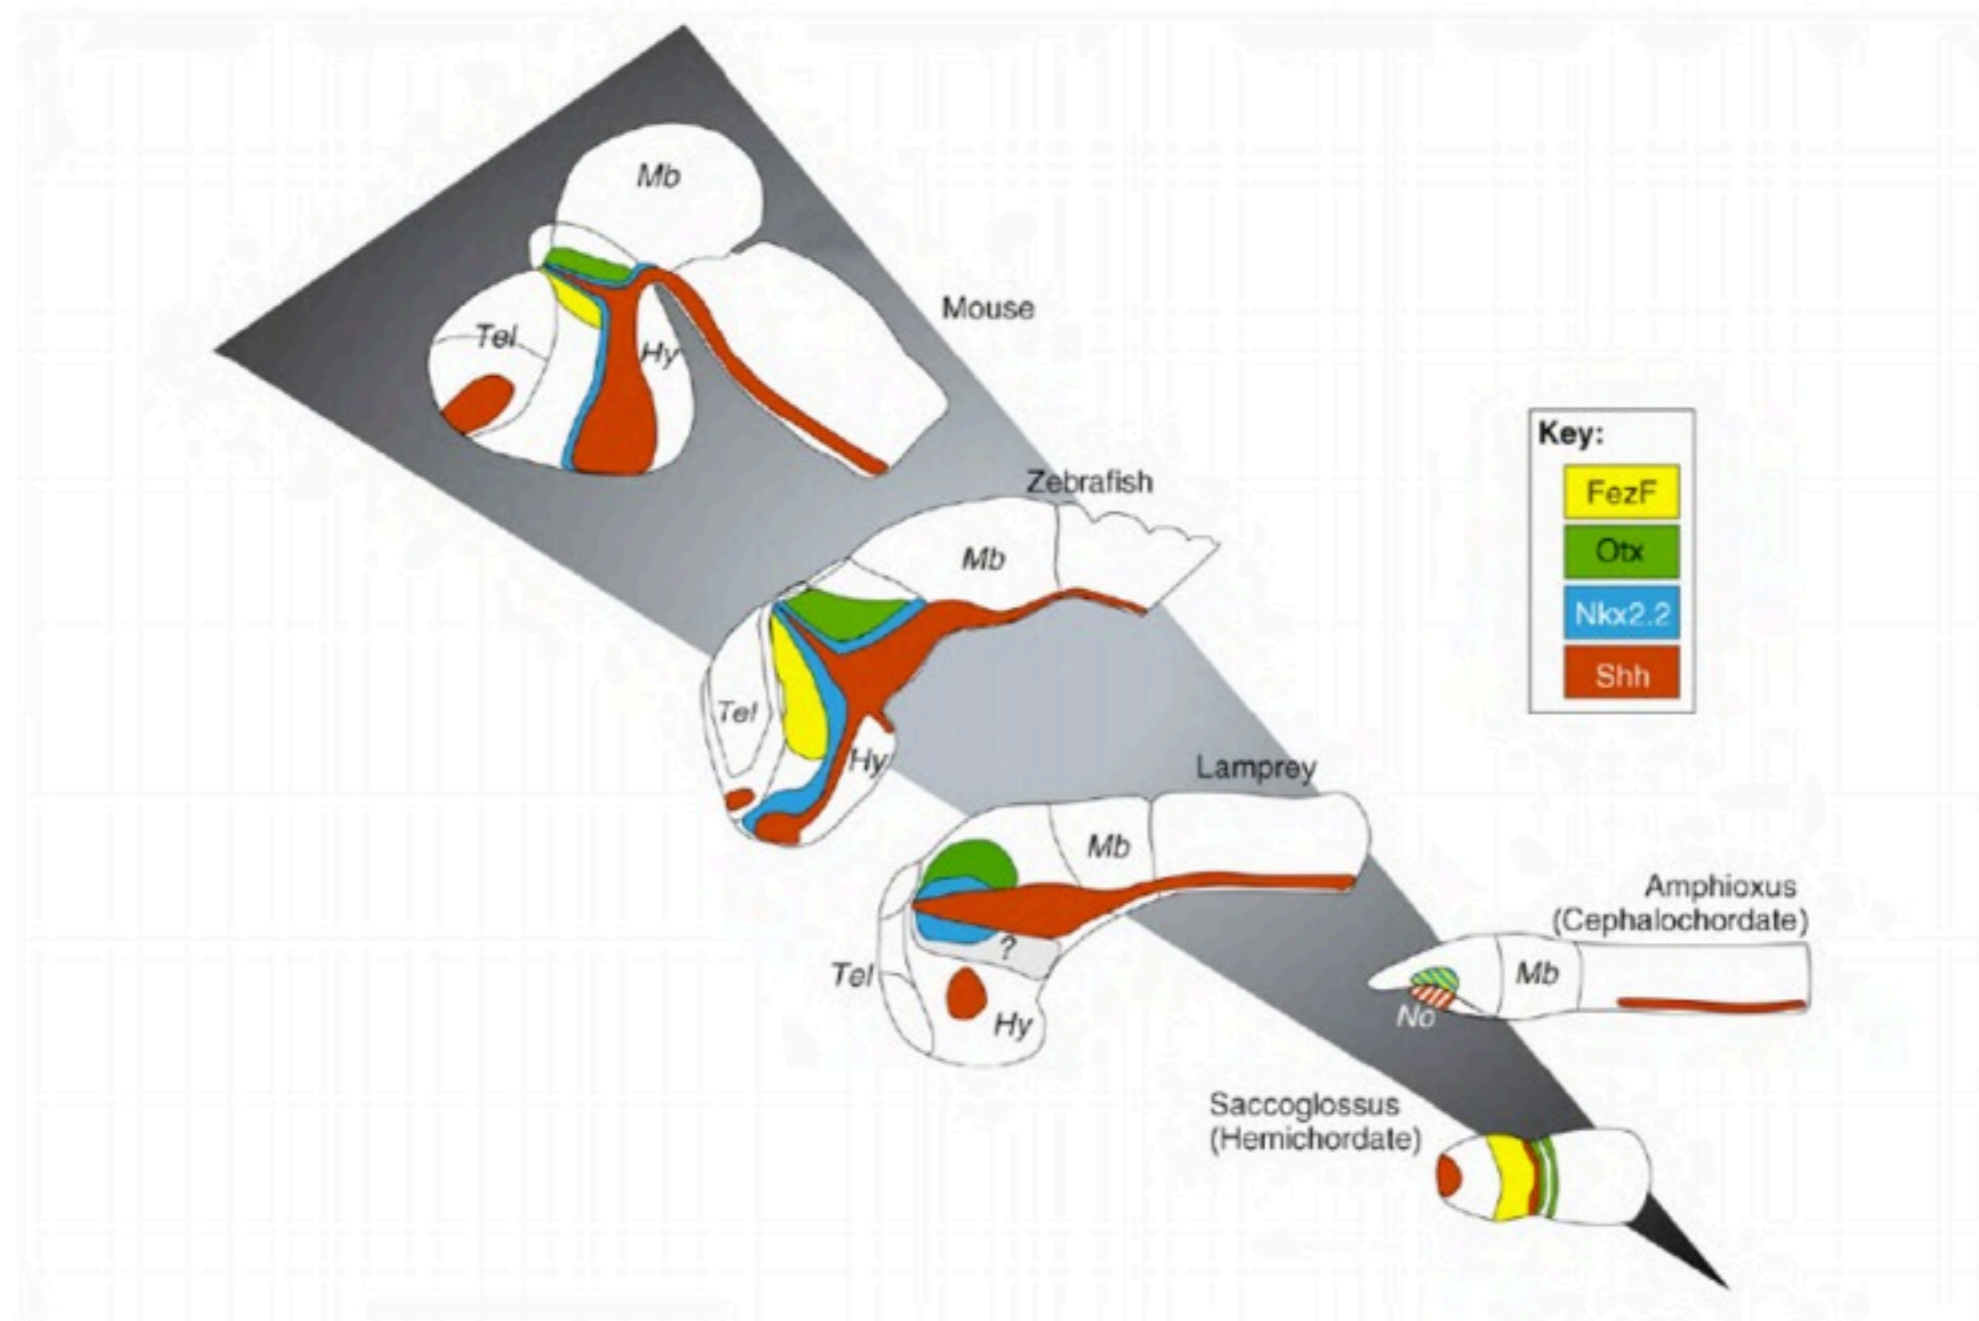 Mb
Mouse
Tel
Hy
Key:
FezF
Otx
Nkx2.2
Shh
Zebrafish
Mb
Tel
Hy
Lamprey
Mb
?
Tel
Hy
Amphioxus
(Cephalochordate)
Mb
No
Saccoglossus
(Hemichordate)